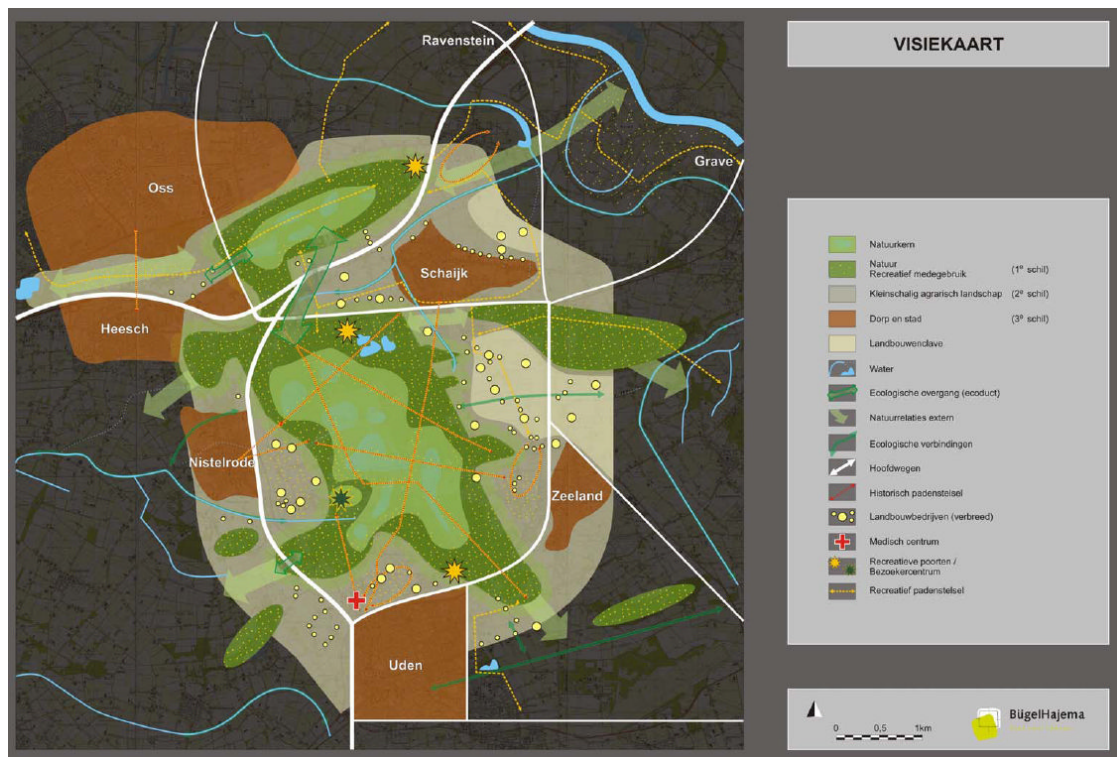 VISIEKAART
Ravenstein
Grave
Oss
Schaijk
Heesch
Nistelrode
Zeeland
Uden
Natuurkern
Natuur
Recreatief medegebruik (1e schil)
Kleinschalig agrarisch landschap (2e schil)
Dorp en stad (3e schil)
Landbouwenclave
Water
Ecologische overgang (ecoduct)
Natuurrelaties extern
Ecologische verbindingen
Hoofdwegen
Historisch padenstelsel
Landbouwbedrijven (verbreed)
Medisch centrum
Recreatieve poorten /
Bezoekercentrum
Recreatief padenstelsel
0 0,5 1km
BügelHajema